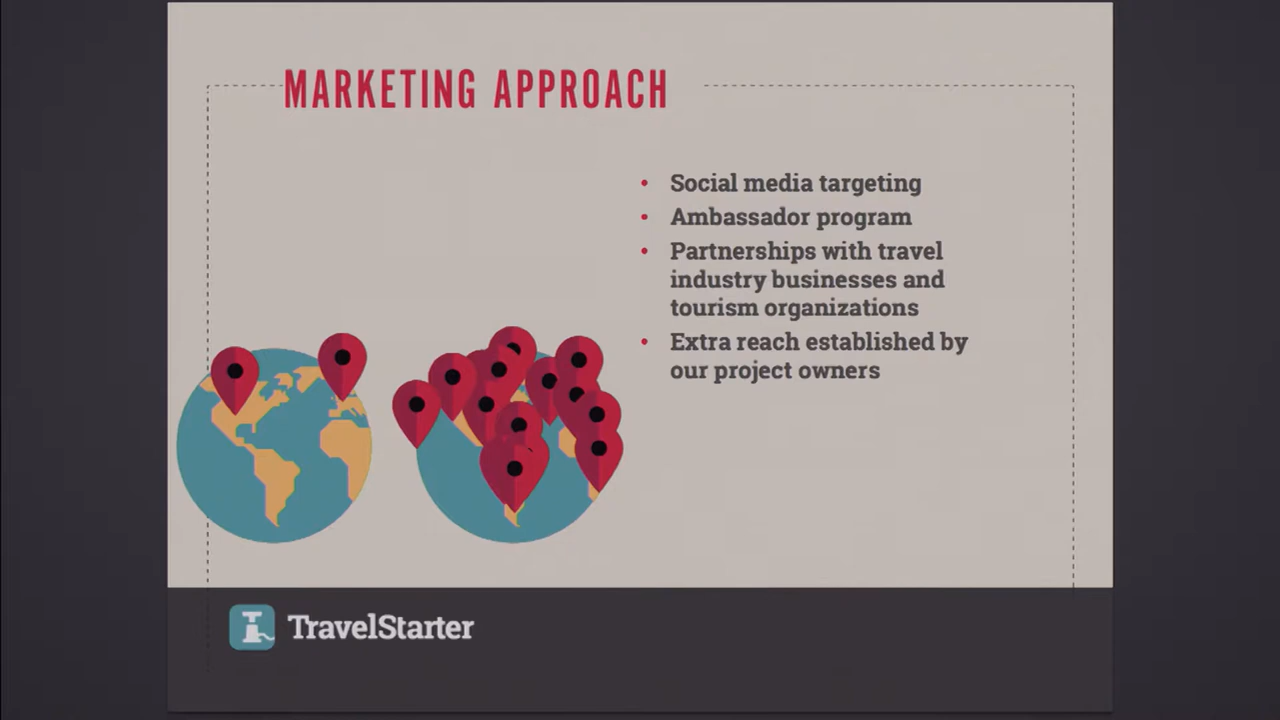 MARKETING APPROACH
Social media targeting
Ambassador program
Partnerships with travel
industry businesses and
tourism organizations
Extra reach established by
our project owners
TravelStarter